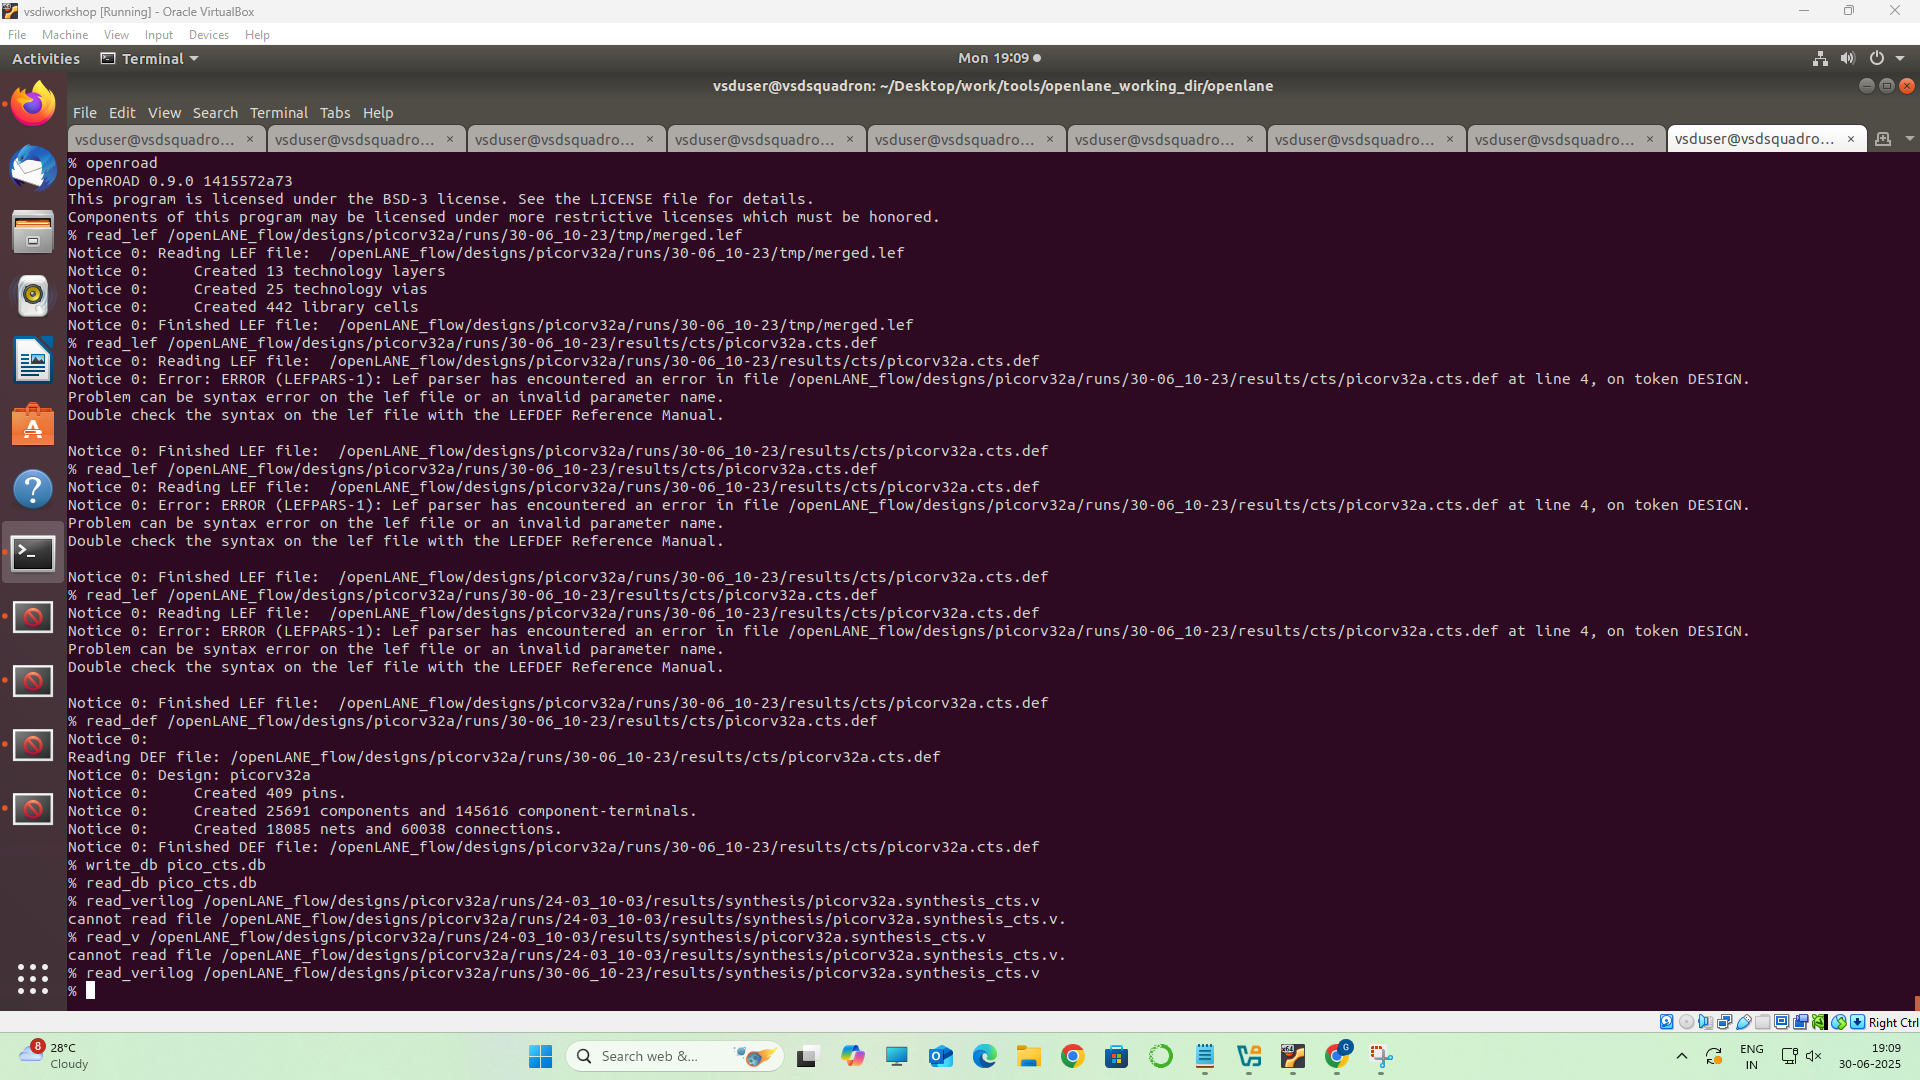 vsdiworkshop [Running] - Oracle VirtualBox
File Machine View Input Devices Help
Activities Terminal Mon 19:09
vsduser@vsdsquadron: ~/Desktop/work/tools/openlane_working_dir/openlane
File Edit View Search Terminal Tabs Help
vsduser@vsdsquadro... × vsduser@vsdsquadro... × vsduser@vsdsquadro... × vsduser@vsdsquadro... × vsduser@vsdsquadro... × vsduser@vsdsquadro... × vsduser@vsdsquadro... × vsduser@vsdsquadro... × vsduser@vsdsquadro... ×
% openroad
OpenROAD 0.9.0 1415572a73
This program is licensed under the BSD-3 license. See the LICENSE file for details.
Components of this program may be licensed under more restrictive licenses which must be honored.
% read_lef /openLANE_flow/designs/picorv32a/runs/30-06_10-23/tmp/merged.lef
Notice 0: Reading LEF file:  /openLANE_flow/designs/picorv32a/runs/30-06_10-23/tmp/merged.lef
Notice 0:     Created 13 technology layers
Notice 0:     Created 25 technology vias
Notice 0:     Created 442 library cells
Notice 0: Finished LEF file:  /openLANE_flow/designs/picorv32a/runs/30-06_10-23/tmp/merged.lef
% read_lef /openLANE_flow/designs/picorv32a/runs/30-06_10-23/results/cts/picorv32a.cts.def
Notice 0: Reading LEF file:  /openLANE_flow/designs/picorv32a/runs/30-06_10-23/results/cts/picorv32a.cts.def
Notice 0: Error: ERROR (LEFPARS-1): Lef parser has encountered an error in file /openLANE_flow/designs/picorv32a/runs/30-06_10-23/results/cts/picorv32a.cts.def at line 4, on token DESIGN.
Problem can be syntax error on the lef file or an invalid parameter name.
Double check the syntax on the lef file with the LEFDEF Reference Manual.
Notice 0: Finished LEF file:  /openLANE_flow/designs/picorv32a/runs/30-06_10-23/results/cts/picorv32a.cts.def
% read_lef /openLANE_flow/designs/picorv32a/runs/30-06_10-23/results/cts/picorv32a.cts.def
Notice 0: Reading LEF file:  /openLANE_flow/designs/picorv32a/runs/30-06_10-23/results/cts/picorv32a.cts.def
Notice 0: Error: ERROR (LEFPARS-1): Lef parser has encountered an error in file /openLANE_flow/designs/picorv32a/runs/30-06_10-23/results/cts/picorv32a.cts.def at line 4, on token DESIGN.
Problem can be syntax error on the lef file or an invalid parameter name.
Double check the syntax on the lef file with the LEFDEF Reference Manual.
Notice 0: Finished LEF file:  /openLANE_flow/designs/picorv32a/runs/30-06_10-23/results/cts/picorv32a.cts.def
% read_lef /openLANE_flow/designs/picorv32a/runs/30-06_10-23/results/cts/picorv32a.cts.def
Notice 0: Reading LEF file:  /openLANE_flow/designs/picorv32a/runs/30-06_10-23/results/cts/picorv32a.cts.def
Notice 0: Error: ERROR (LEFPARS-1): Lef parser has encountered an error in file /openLANE_flow/designs/picorv32a/runs/30-06_10-23/results/cts/picorv32a.cts.def at line 4, on token DESIGN.
Problem can be syntax error on the lef file or an invalid parameter name.
Double check the syntax on the lef file with the LEFDEF Reference Manual.
Notice 0: Finished LEF file:  /openLANE_flow/designs/picorv32a/runs/30-06_10-23/results/cts/picorv32a.cts.def
% read_def /openLANE_flow/designs/picorv32a/runs/30-06_10-23/results/cts/picorv32a.cts.def
Notice 0:
Reading DEF file: /openLANE_flow/designs/picorv32a/runs/30-06_10-23/results/cts/picorv32a.cts.def
Notice 0: Design: picorv32a
Notice 0:     Created 409 pins.
Notice 0:     Created 25691 components and 145616 component-terminals.
Notice 0:     Created 18085 nets and 60038 connections.
Notice 0: Finished DEF file: /openLANE_flow/designs/picorv32a/runs/30-06_10-23/results/cts/picorv32a.cts.def
% write_db pico_cts.db
% read_db pico_cts.db
% read_verilog /openLANE_flow/designs/picorv32a/runs/24-03_10-03/results/synthesis/picorv32a.synthesis_cts.v
cannot read file /openLANE_flow/designs/picorv32a/runs/24-03_10-03/results/synthesis/picorv32a.synthesis_cts.v.
% read_v /openLANE_flow/designs/picorv32a/runs/24-03_10-03/results/synthesis/picorv32a.synthesis_cts.v
cannot read file /openLANE_flow/designs/picorv32a/runs/24-03_10-03/results/synthesis/picorv32a.synthesis_cts.v.
% read_verilog /openLANE_flow/designs/picorv32a/runs/30-06_10-23/results/synthesis/picorv32a.synthesis_cts.v
%
Right Ctrl
8 28°C
Cloudy
Search web &...
G
ENG
IN
19:09
30-06-2025